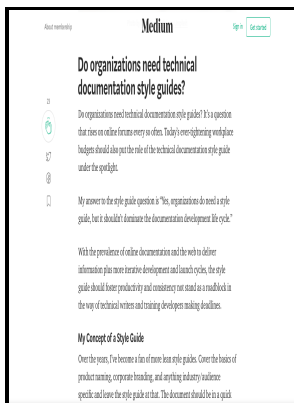 About membership
Medium
Sign in
Get started
Do organizations need technical
documentation style guides?
Do organizations need technical documentation style guides? It's a question
that rises on online forums every so often. Today's ever-tightening workplace
budgets should also put the role of the technical documentation style guide
under the spotlight.
My answer to the style guide question is "Yes, organizations do need a style
guide, but it shouldn't dominate the documentation development life cycle."
With the prevalence of online documentation and the web to deliver
information plus more iterative development and launch cycles, the style
guide should foster productivity and consistency not stand as a roadblock in
the way of technical writers and training developers making deadlines.
My Concept of a Style Guide
Over the years, I've become a fan of more lean style guides. Cover the basics of
product naming, corporate branding, and anything industry/audience
specific and leave the style guide at that. The document should be in a quick